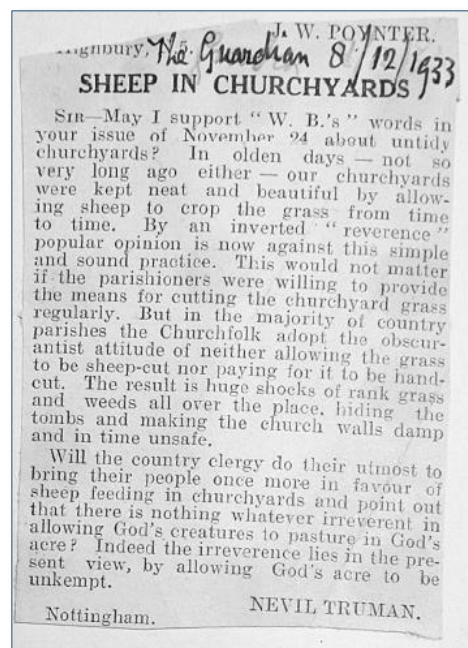 J. W. POYNTER.
The Guardian 8/12/1933
SHEEP IN CHURCHYARDS
SIR—May I support "W. B.'s" words in
your issue of November 24 about untidy
churchyards? In olden days — not so
very long ago either — our churchyards
were kept neat and beautiful by allow-
ing sheep to crop the grass from time
to time. By an inverted "reverence"
popular opinion is now against this simple
and sound practice. This would not matter
if the parishioners were willing to provide
the means for cutting the churchyard grass
regularly. But in the majority of country
parishes the Churchfolk adopt the obscur-
antist attitude of neither allowing the grass
to be sheep-cut nor paying for it to be hand-
cut. The result is huge shocks of rank grass
and weeds all over the place, hiding the
tombs and making the church walls damp
and in time unsafe.
Will the country clergy do their utmost to
bring their people once more in favour of
sheep feeding in churchyards and point out
that there is nothing whatever irreverent in
allowing God's creatures to pasture in God's
acre? Indeed the irreverence lies in the pre-
sent view, by allowing God's acre to be
unkempt.
NEVIL TRUMAN.
Nottingham.